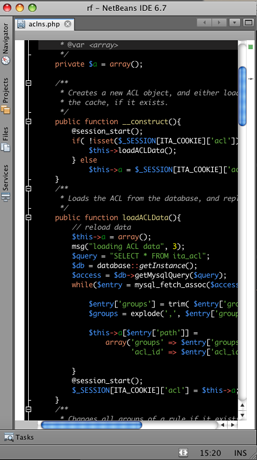 rf - NetBeans IDE 6.7
aclns.php
Navigator
Projects
Files
Services
* @var <array>
*/
private $a = array();
/**
* Creates a new ACL object, and either loa
the cache, if it exists.
*/
public function __construct(){
@session_start();
if( !isset($_SESSION[ITA_COOKIE]['acl']
$this->loadACLData();
} else
$this->a = $_SESSION[ITA_COOKIE]['a
}
/**
* Loads the ACL from the database, and rep
*/
public function loadACLData(){
// reload data
$this->a = array();
msg("loading ACL data", 3);
$query = "SELECT * FROM ita_acl";
$db = database::getInstance();
$access = $db->getMysqlQuery($query);
while($entry = mysql_fetch_assoc($access
$entry['groups'] = trim( $entry['gro
$groups = explode(',', $entry['group
$this->a[$entry['path']] =
array('groups' => $entry['groups
'acl_id' => $entry['acl_id
}
@session_start();
$_SESSION[ITA_COOKIE]['acl'] = $this->a;
}
/**
* Changes all groups of a rule if it exist
Tasks
15:20 INS